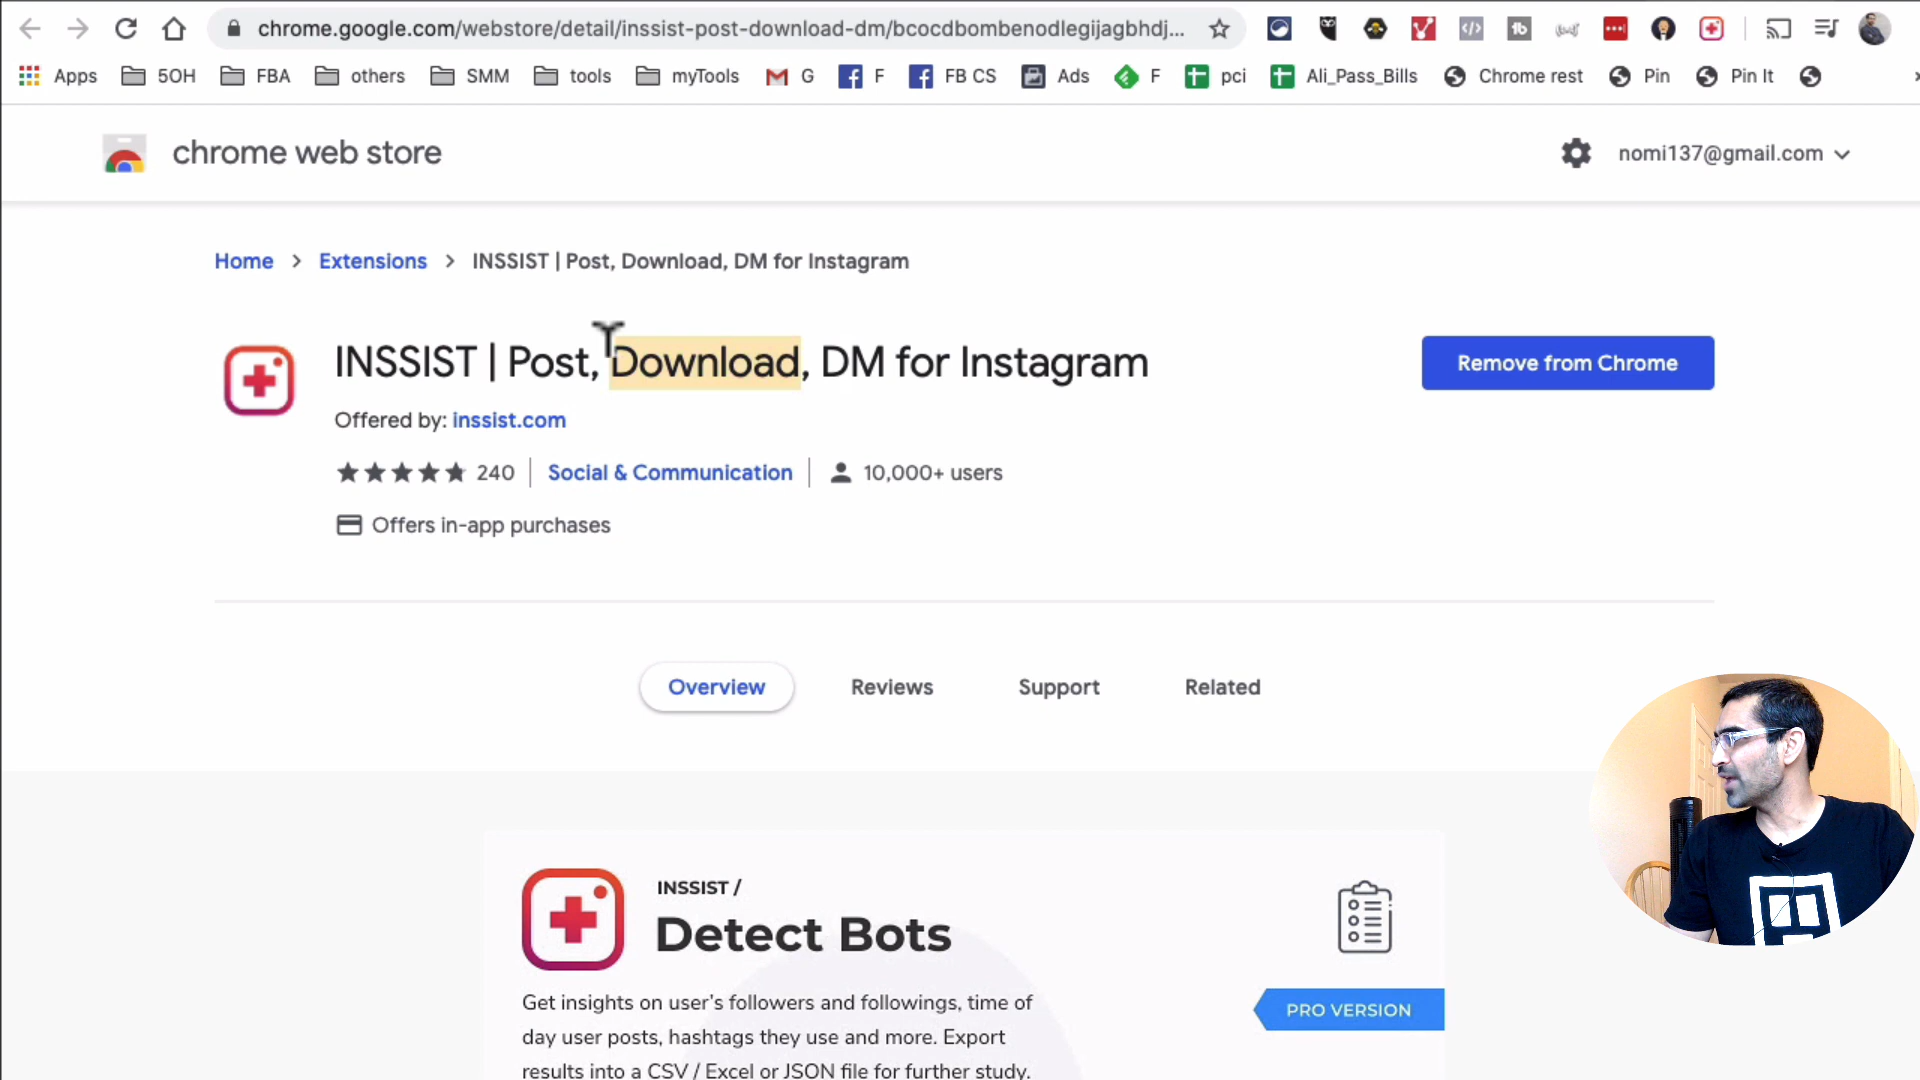 chrome.google.com/webstore/detail/inssist-post-download-dm/bcocdbombenodlegijagbhdj...
Apps 5OH FBA others SMM tools myTools G F FB CS Ads F pci Ali_Pass_Bills Chrome rest Pin Pin It
chrome web store
nomi137@gmail.com
Home > Extensions > INSSIST | Post, Download, DM for Instagram
INSSIST | Post, Download, DM for Instagram
Remove from Chrome
Offered by: inssist.com
240 Social & Communication 10,000+ users
Offers in-app purchases
Overview Reviews Support Related
INSSIST /
Detect Bots
Get insights on user's followers and followings, time of
day user posts, hashtags they use and more. Export
results into a CSV / Excel or JSON file for further study.
PRO VERSION